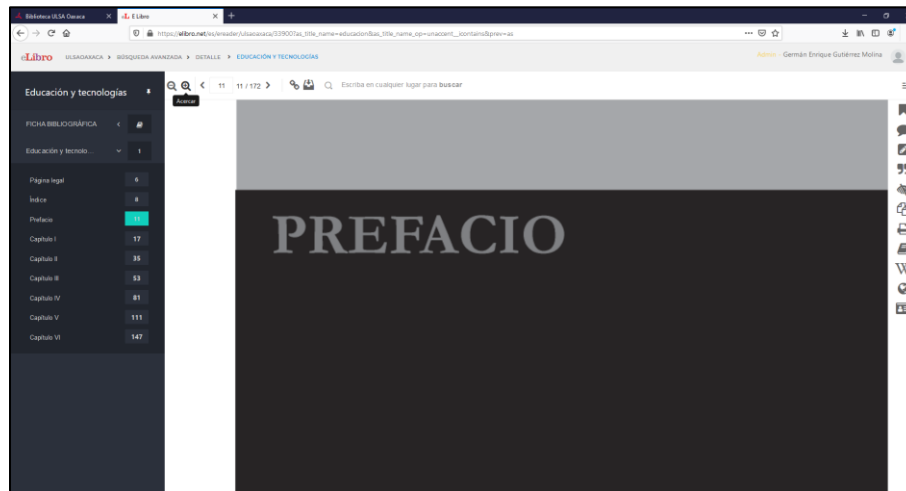 Biblioteca ULSA Oaxaca
E Libro
https://elibro.net/es/ereader/ulsaoaxaca/33900?as_title_name=educacion&as_title_name_op=unaccent__icontains&prev=as
eLibro ULSAOAXACA BÚSQUEDA AVANZADA DETALLE EDUCACIÓN Y TECNOLOGÍAS
Admin - Germán Enrique Gutiérrez Molina
Educación y tecnologías
11 11 / 172 Escriba en cualquier lugar para buscar
Acercar
FICHA BIBLIOGRÁFICA
Educación y tecnolo... 1
Página legal 6
Índice 8
Prefacio 11
Capítulo I 17
Capítulo II 35
Capítulo III 53
Capítulo IV 81
Capítulo V 111
Capítulo VI 147
PREFACIO